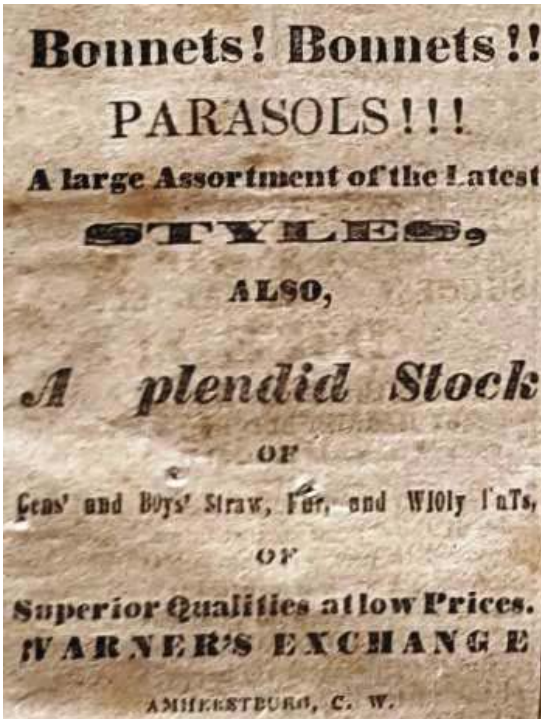 Bonnets! Bonnets!!
PARASOLS!!!
A large Assortment of the Latest
STYLES,
ALSO,
A plendid Stock
OF
Gens' and Boys' Straw, Fur, and
OF
Superior Qualities at low Prices.
WARNER'S EXCHANGE
AMHERSTBURG, C. W.